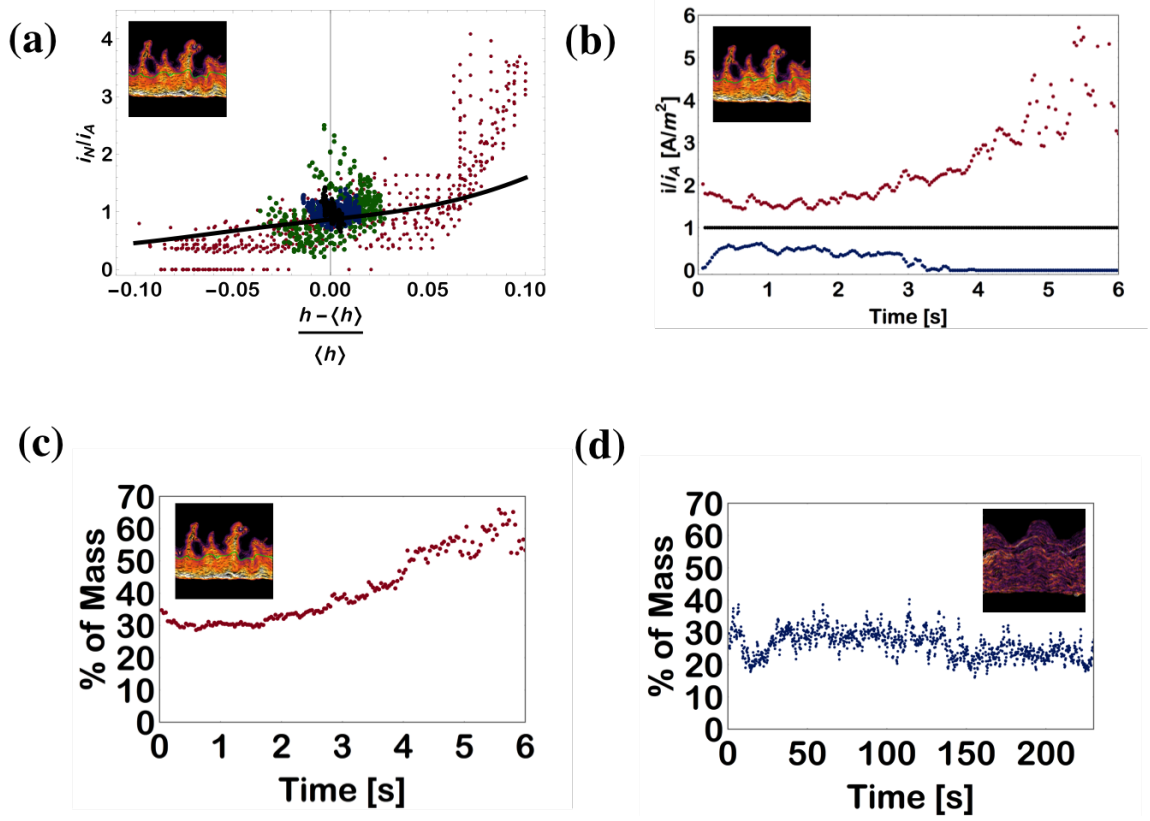 (a)
4
3
2
1
0
i_N/i_A
−0.10 −0.05 0.00 0.05 0.10
h − ⟨h⟩
⟨h⟩
(b)
6
5
4
3
2
1
0
i/i_A [A/m²]
0 1 2 3 4 5 6
Time [s]
(c)
70
60
50
40
30
20
10
0
% of Mass
0 1 2 3 4 5 6
Time [s]
(d)
70
60
50
40
30
20
10
0
% of Mass
0 50 100 150 200
Time [s]